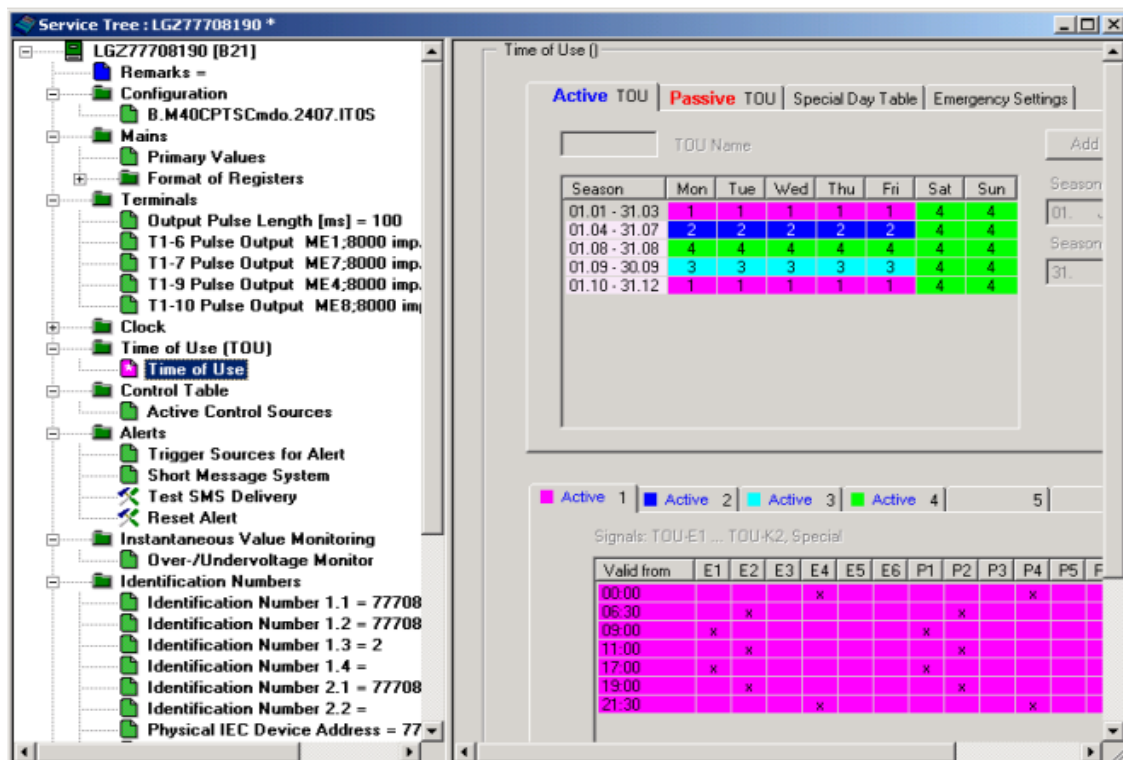 Service Tree : LGZ77708190 *
LGZ77708190 [B21]
Remarks =
Configuration
B.M40CPTSCmdo.2407.IT0S
Mains
Primary Values
Format of Registers
Terminals
Output Pulse Length [ms] = 100
T1-6 Pulse Output ME1;8000 imp.
T1-7 Pulse Output ME7;8000 imp.
T1-9 Pulse Output ME4;8000 imp.
T1-10 Pulse Output ME8;8000 im
Clock
Time of Use (TOU)
Time of Use
Control Table
Active Control Sources
Alerts
Trigger Sources for Alert
Short Message System
Test SMS Delivery
Reset Alert
Instantaneous Value Monitoring
Over-/Undervoltage Monitor
Identification Numbers
Identification Number 1.1 = 77708
Identification Number 1.2 = 77708
Identification Number 1.3 = 2
Identification Number 1.4 =
Identification Number 2.1 = 77708
Identification Number 2.2 =
Physical IEC Device Address = 77
Time of Use ()
Active TOU Passive TOU Special Day Table Emergency Settings
TOU Name Add
Season Mon Tue Wed Thu Fri Sat Sun
01.01 - 31.03 1 1 1 1 1 4 4
01.04 - 31.07 2 2 2 2 2 4 4
01.08 - 31.08 4 4 4 4 4 4 4
01.09 - 30.09 3 3 3 3 3 4 4
01.10 - 31.12 1 1 1 1 1 4 4
Season
01.
Season
31.
Active 1 Active 2 Active 3 Active 4 5
Signals: TOU-E1 ... TOU-K2, Special
Valid from E1 E2 E3 E4 E5 E6 P1 P2 P3 P4 P5
00:00 x x
06:30 x x
09:00 x x
11:00 x x
17:00 x x
19:00 x x
21:30 x x